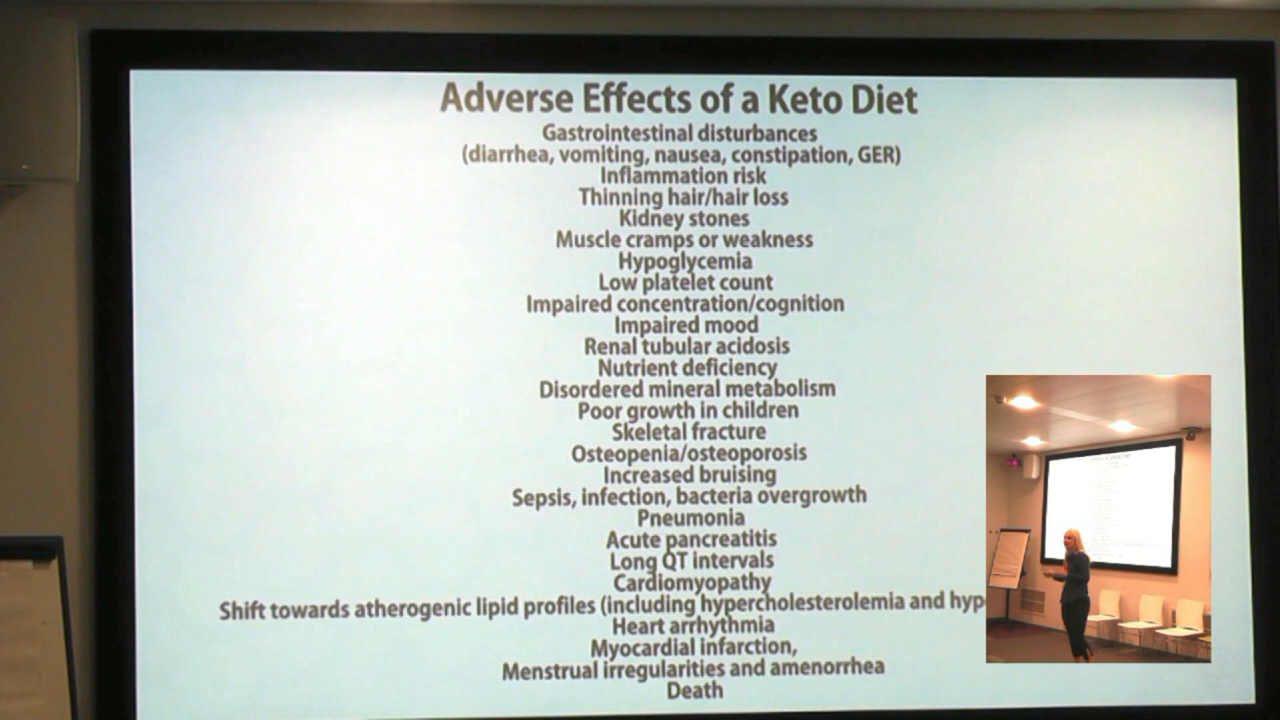 Adverse Effects of a Keto Diet
Gastrointestinal disturbances
(diarrhea, vomiting, nausea, constipation, GER)
Inflammation risk
Thinning hair/hair loss
Kidney stones
Muscle cramps or weakness
Hypoglycemia
Low platelet count
Impaired concentration/cognition
Impaired mood
Renal tubular acidosis
Nutrient deficiency
Disordered mineral metabolism
Poor growth in children
Skeletal fracture
Osteopenia/osteoporosis
Increased bruising
Sepsis, infection, bacteria overgrowth
Pneumonia
Acute pancreatitis
Long QT intervals
Cardiomyopathy
Shift towards atherogenic lipid profiles (including hypercholesterolemia and hyp
Heart arrhythmia
Myocardial infarction,
Menstrual irregularities and amenorrhea
Death